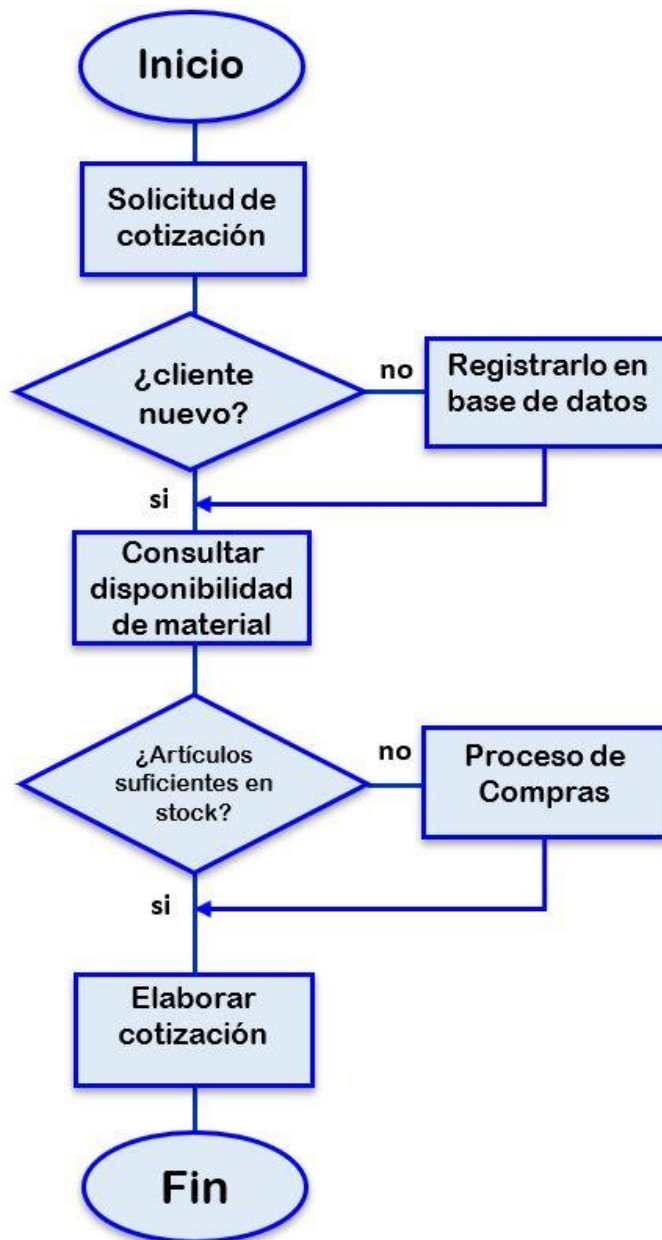 Inicio
Solicitud de
cotización
¿cliente
nuevo?
no
Registrarlo en
base de datos
si
Consultar
disponibilidad
de material
¿Artículos
suficientes en
stock?
no
Proceso de
Compras
si
Elaborar
cotización
Fin